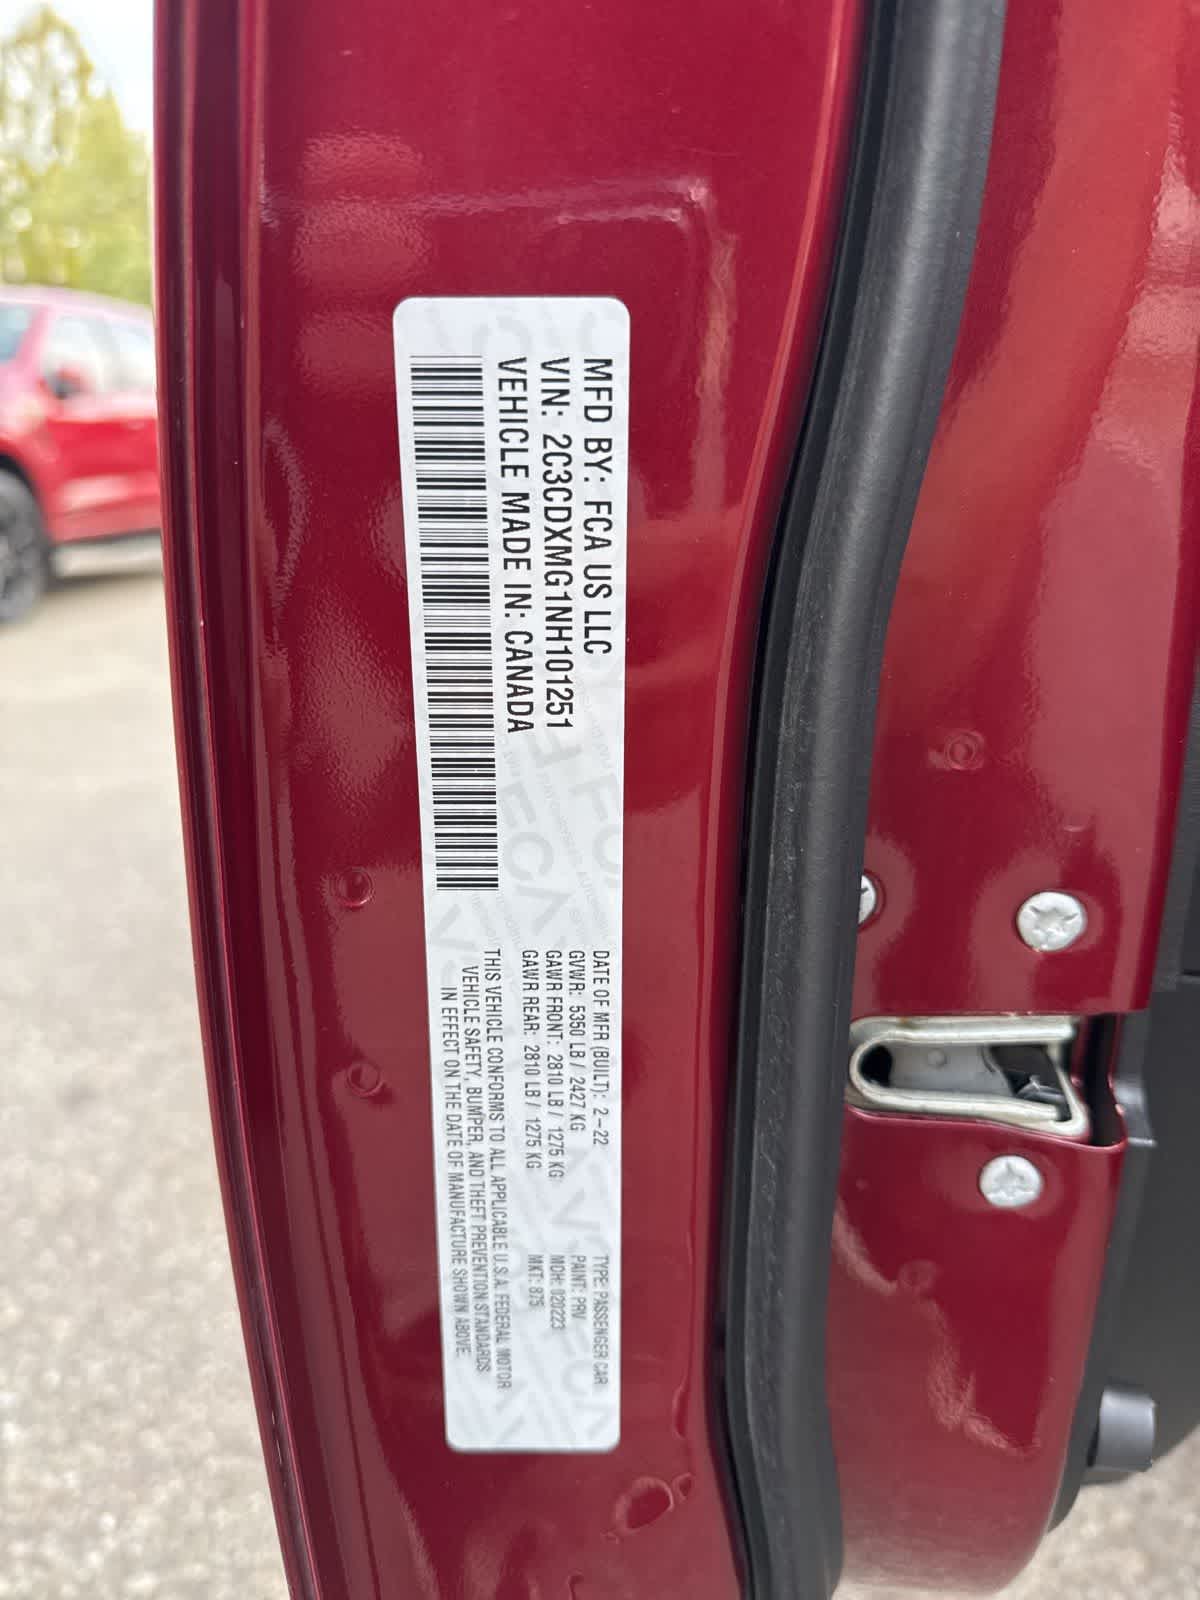 MFD BY: FCA US LLC
VIN: 2C3CDXMG1NH101251
VEHICLE MADE IN: CANADA
DATE OF MFR (BUILT): 2-22
GVWR: 5350 LB / 2427 KG
GAWR FRONT: 2810 LB / 1275 KG
GAWR REAR: 2810 LB / 1275 KG
TYPE: PASSENGER CAR
PAINT: PRV
MDH: 020223
MKT: 875
THIS VEHICLE CONFORMS TO ALL APPLICABLE U.S.A. FEDERAL MOTOR
VEHICLE SAFETY, BUMPER, AND THEFT PREVENTION STANDARDS
IN EFFECT ON THE DATE OF MANUFACTURE SHOWN ABOVE.
FCA